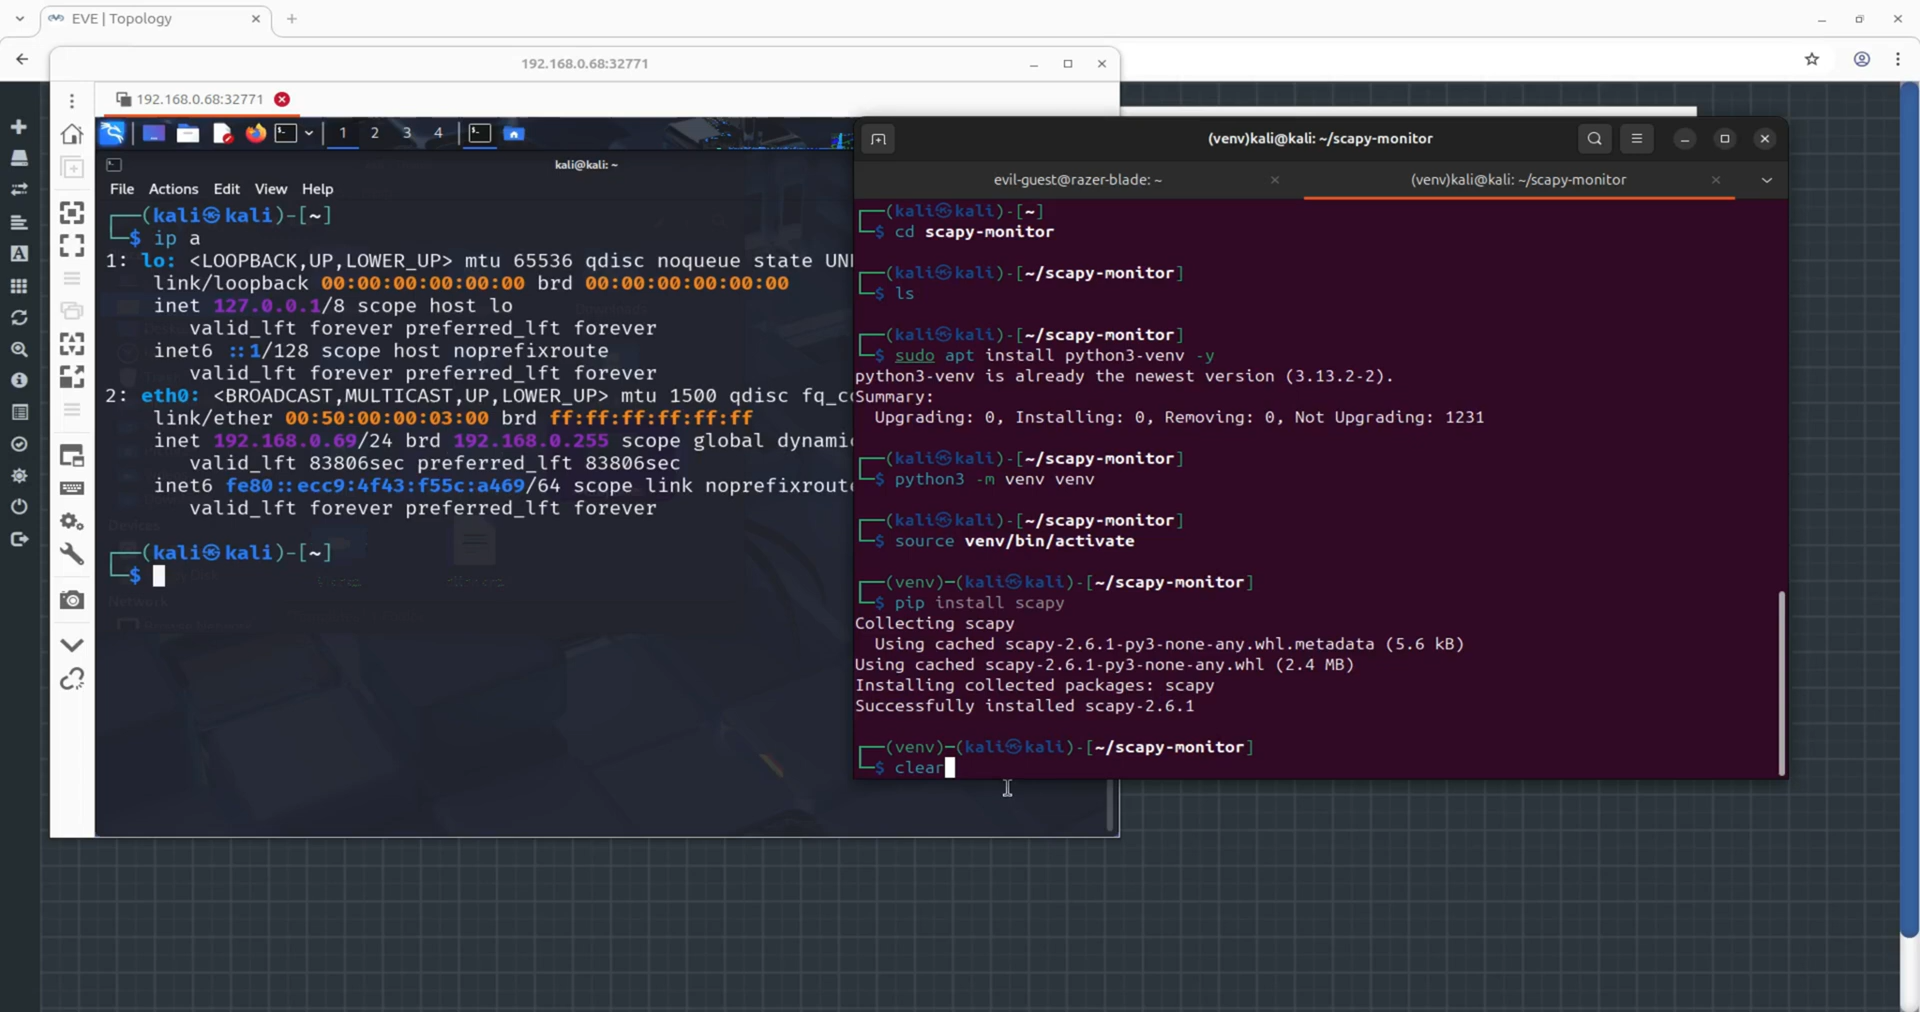 EVE | Topology
192.168.0.68:32771
192.168.0.68:32771
1 2 3 4
kali@kali: ~
File Actions Edit View Help
┌──(kali㉿kali)-[~]
└─$ ip a
1: lo: <LOOPBACK,UP,LOWER_UP> mtu 65536 qdisc noqueue state UN
link/loopback 00:00:00:00:00:00 brd 00:00:00:00:00:00
inet 127.0.0.1/8 scope host lo
valid_lft forever preferred_lft forever
inet6 ::1/128 scope host noprefixroute
valid_lft forever preferred_lft forever
2: eth0: <BROADCAST,MULTICAST,UP,LOWER_UP> mtu 1500 qdisc fq_c
link/ether 00:50:00:00:03:00 brd ff:ff:ff:ff:ff:ff
inet 192.168.0.69/24 brd 192.168.0.255 scope global dynami
valid_lft 83806sec preferred_lft 83806sec
inet6 fe80::ecc9:4f43:f55c:a469/64 scope link noprefixroute
valid_lft forever preferred_lft forever
Devices
┌──(kali㉿kali)-[~]
└─$
Network
(venv)kali@kali: ~/scapy-monitor
evil-guest@razer-blade: ~
(venv)kali@kali: ~/scapy-monitor
┌──(kali㉿kali)-[~]
└─$ cd scapy-monitor
┌──(kali㉿kali)-[~/scapy-monitor]
└─$ ls
┌──(kali㉿kali)-[~/scapy-monitor]
└─$ sudo apt install python3-venv -y
python3-venv is already the newest version (3.13.2-2).
Summary:
Upgrading: 0, Installing: 0, Removing: 0, Not Upgrading: 1231
┌──(kali㉿kali)-[~/scapy-monitor]
└─$ python3 -m venv venv
┌──(kali㉿kali)-[~/scapy-monitor]
└─$ source venv/bin/activate
┌──(venv)─(kali㉿kali)-[~/scapy-monitor]
└─$ pip install scapy
Collecting scapy
Using cached scapy-2.6.1-py3-none-any.whl.metadata (5.6 kB)
Using cached scapy-2.6.1-py3-none-any.whl (2.4 MB)
Installing collected packages: scapy
Successfully installed scapy-2.6.1
┌──(venv)─(kali㉿kali)-[~/scapy-monitor]
└─$ clear